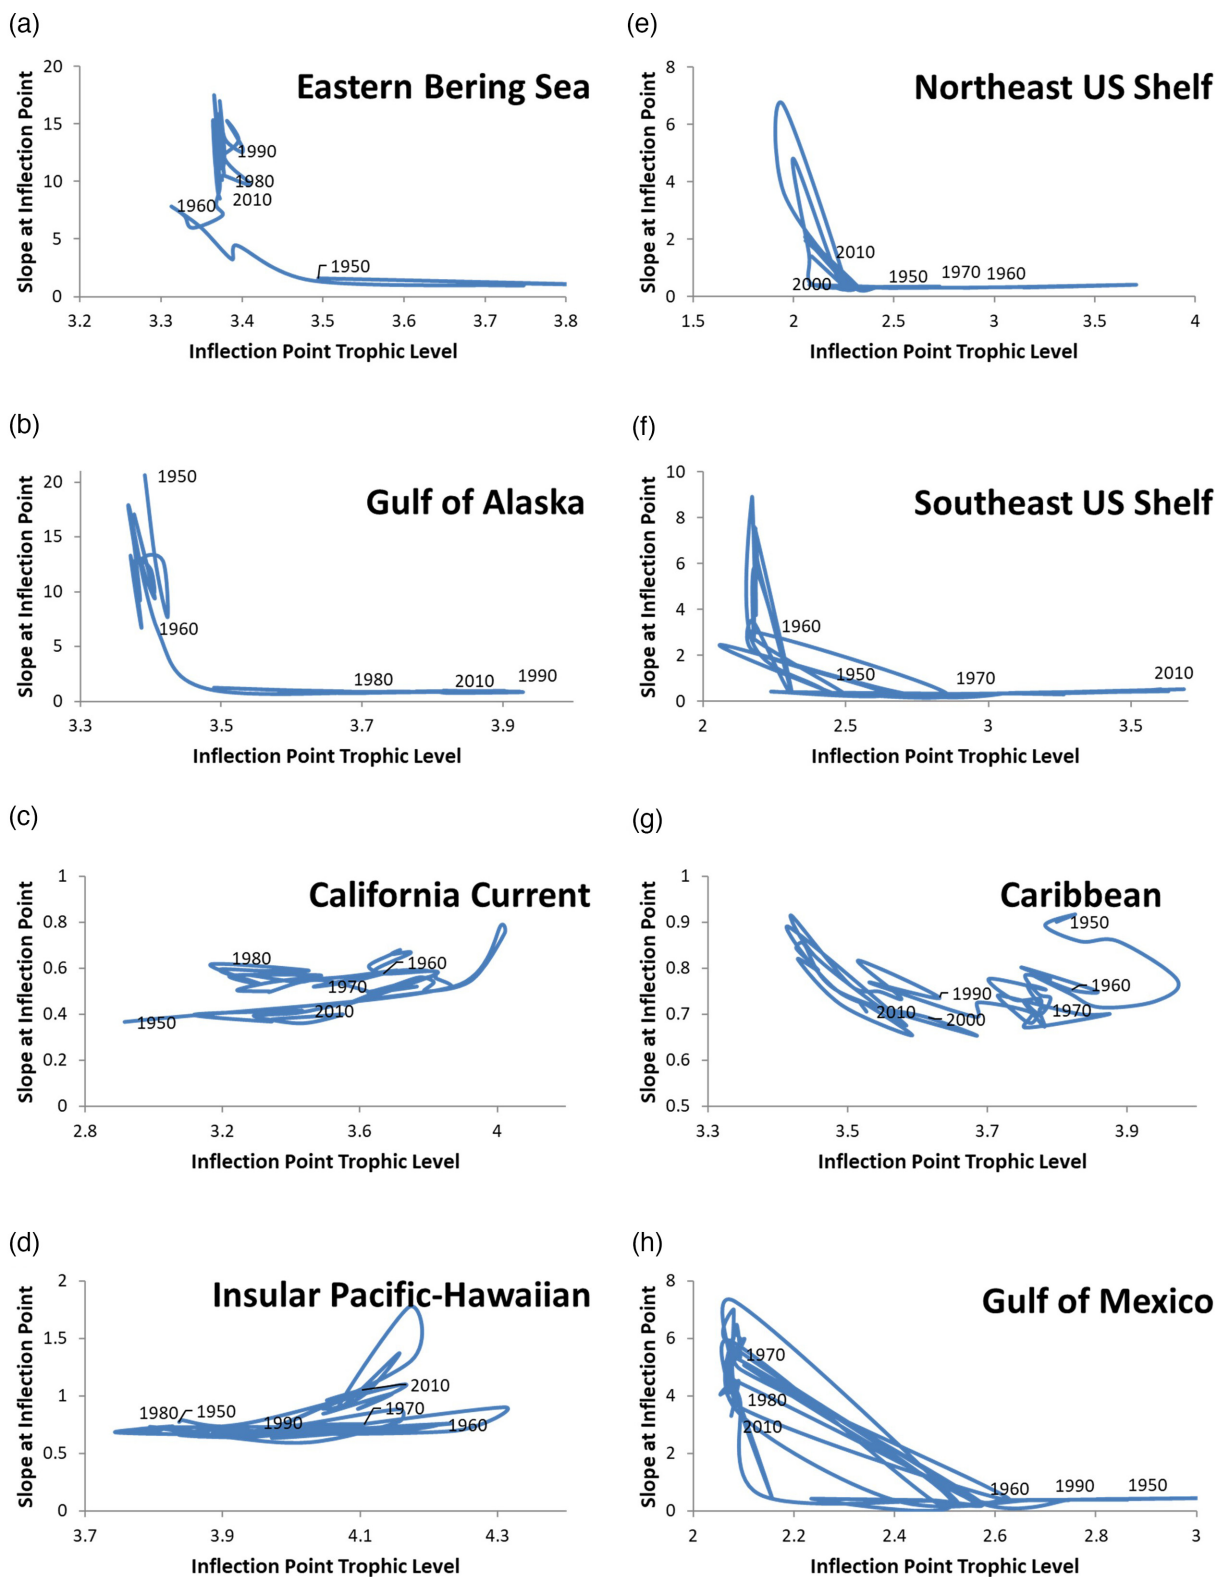 (a)
Eastern Bering Sea
Slope at Inflection Point
20
15
10
5
0
1990
1980
2010
1960
1950
3.2 3.3 3.4 3.5 3.6 3.7 3.8
Inflection Point Trophic Level
(e)
Northeast US Shelf
Slope at Inflection Point
8
6
4
2
0
2010
2000
1950
1970
1960
1.5 2 2.5 3 3.5 4
Inflection Point Trophic Level
(b)
Gulf of Alaska
Slope at Inflection Point
20
15
10
5
0
1950
1960
1980
2010
1990
3.3 3.5 3.7 3.9
Inflection Point Trophic Level
(f)
Southeast US Shelf
Slope at Inflection Point
10
8
6
4
2
0
1960
1950
1970
2010
2 2.5 3 3.5
Inflection Point Trophic Level
(c)
California Current
Slope at Inflection Point
1
0.8
0.6
0.4
0.2
0
1980
1960
1970
2010
1950
2.8 3.2 3.6 4
Inflection Point Trophic Level
(g)
Caribbean
Slope at Inflection Point
1
0.9
0.8
0.7
0.6
0.5
1950
1960
1990
1970
2010
2000
3.3 3.5 3.7 3.9
Inflection Point Trophic Level
(d)
Insular Pacific-Hawaiian
Slope at Inflection Point
2
1.5
1
0.5
0
2010
1970
1980
1950
1990
1960
3.7 3.9 4.1 4.3
Inflection Point Trophic Level
(h)
Gulf of Mexico
Slope at Inflection Point
8
6
4
2
0
1970
1980
2010
1960
1990
1950
2 2.2 2.4 2.6 2.8 3
Inflection Point Trophic Level